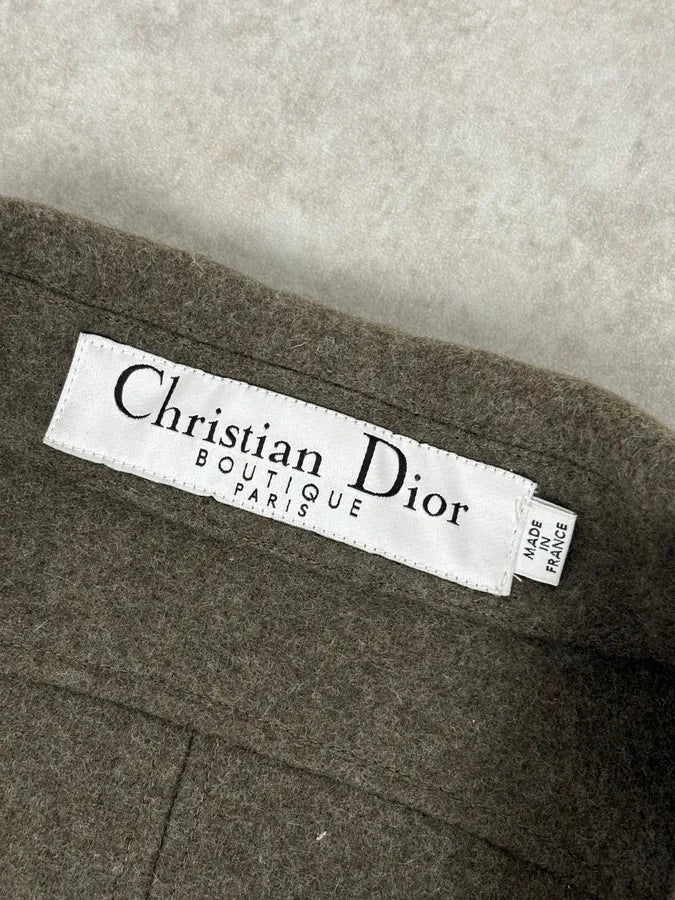 Christian Dior
BOUTIQUE
PARIS
MADE
IN
FRANCE